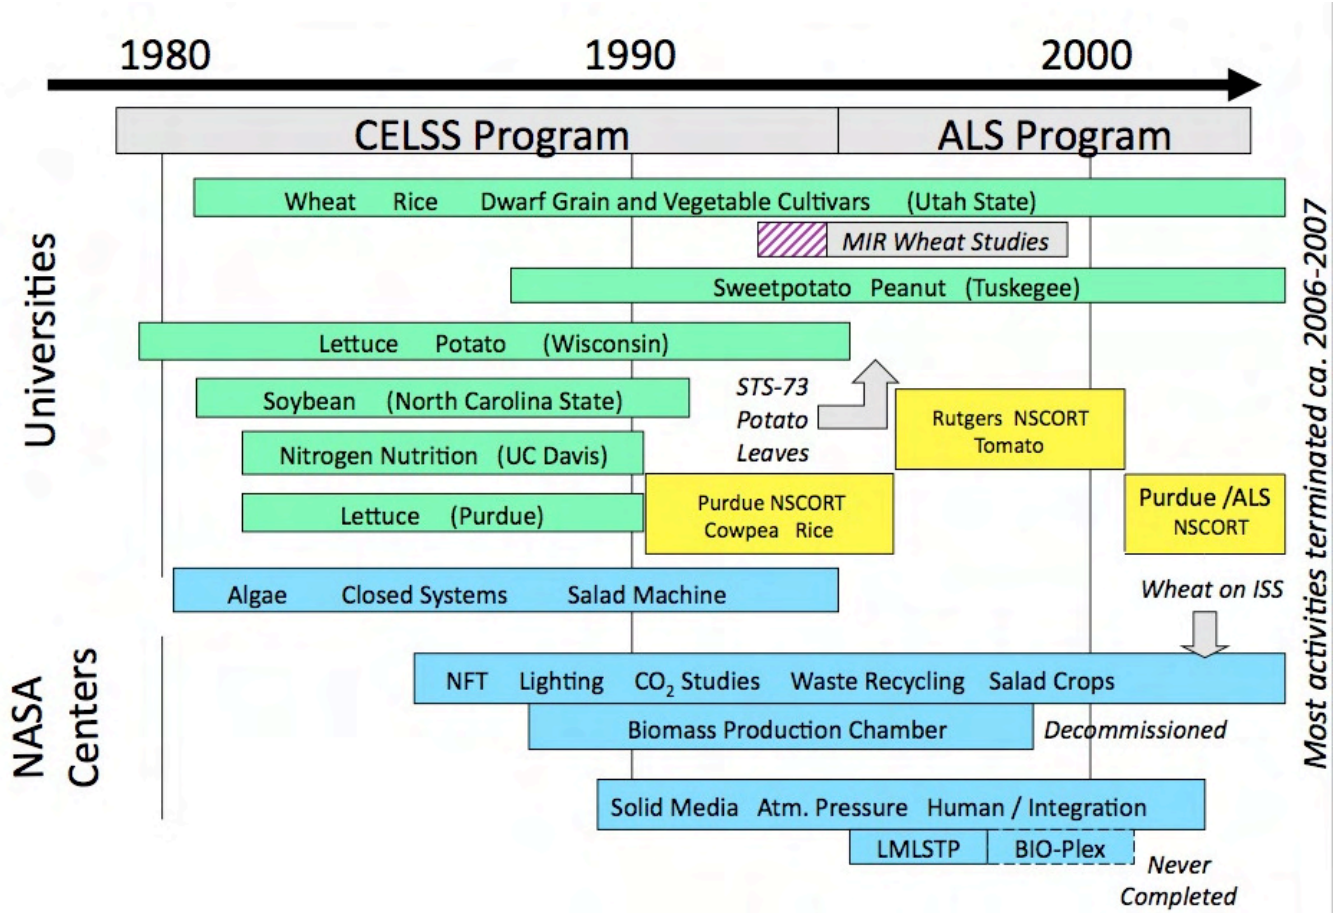 1980 1990 2000
CELSS Program ALS Program
Universities
Wheat Rice Dwarf Grain and Vegetable Cultivars (Utah State)
MIR Wheat Studies
Sweetpotato Peanut (Tuskegee)
Lettuce Potato (Wisconsin)
Soybean (North Carolina State)
STS-73
Potato
Leaves
Rutgers NSCORT
Tomato
Nitrogen Nutrition (UC Davis)
Lettuce (Purdue)
Purdue NSCORT
Cowpea Rice
Purdue /ALS
NSCORT
NASA
Centers
Algae Closed Systems Salad Machine
Wheat on ISS
NFT Lighting CO₂ Studies Waste Recycling Salad Crops
Biomass Production Chamber
Decommissioned
Solid Media Atm. Pressure Human / Integration
LMLSTP BIO-Plex
Never
Completed
Most activities terminated ca. 2006-2007